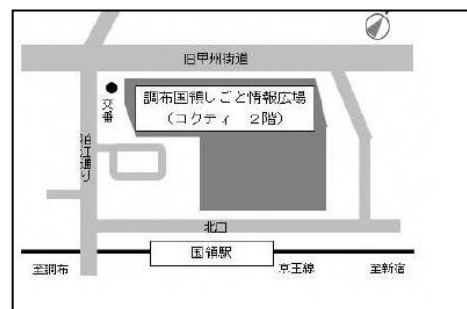 旧甲州街道
調布国領しごと情報広場
(コクティ 2階)
交番
狛江通り
北口
国領駅
至調布
京王線
至新宿